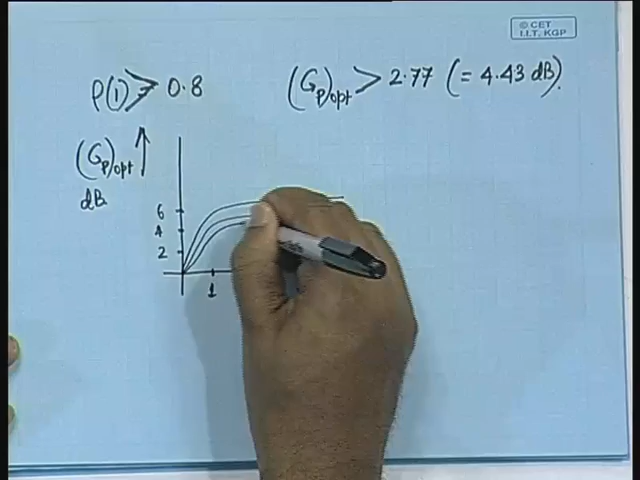 © CET
I.I.T. KGP
ρ(1) ≥ 0.8
(Gp)opt > 2.77 (= 4.43 dB).
(Gp)opt ↑
dB
6
4
2
1